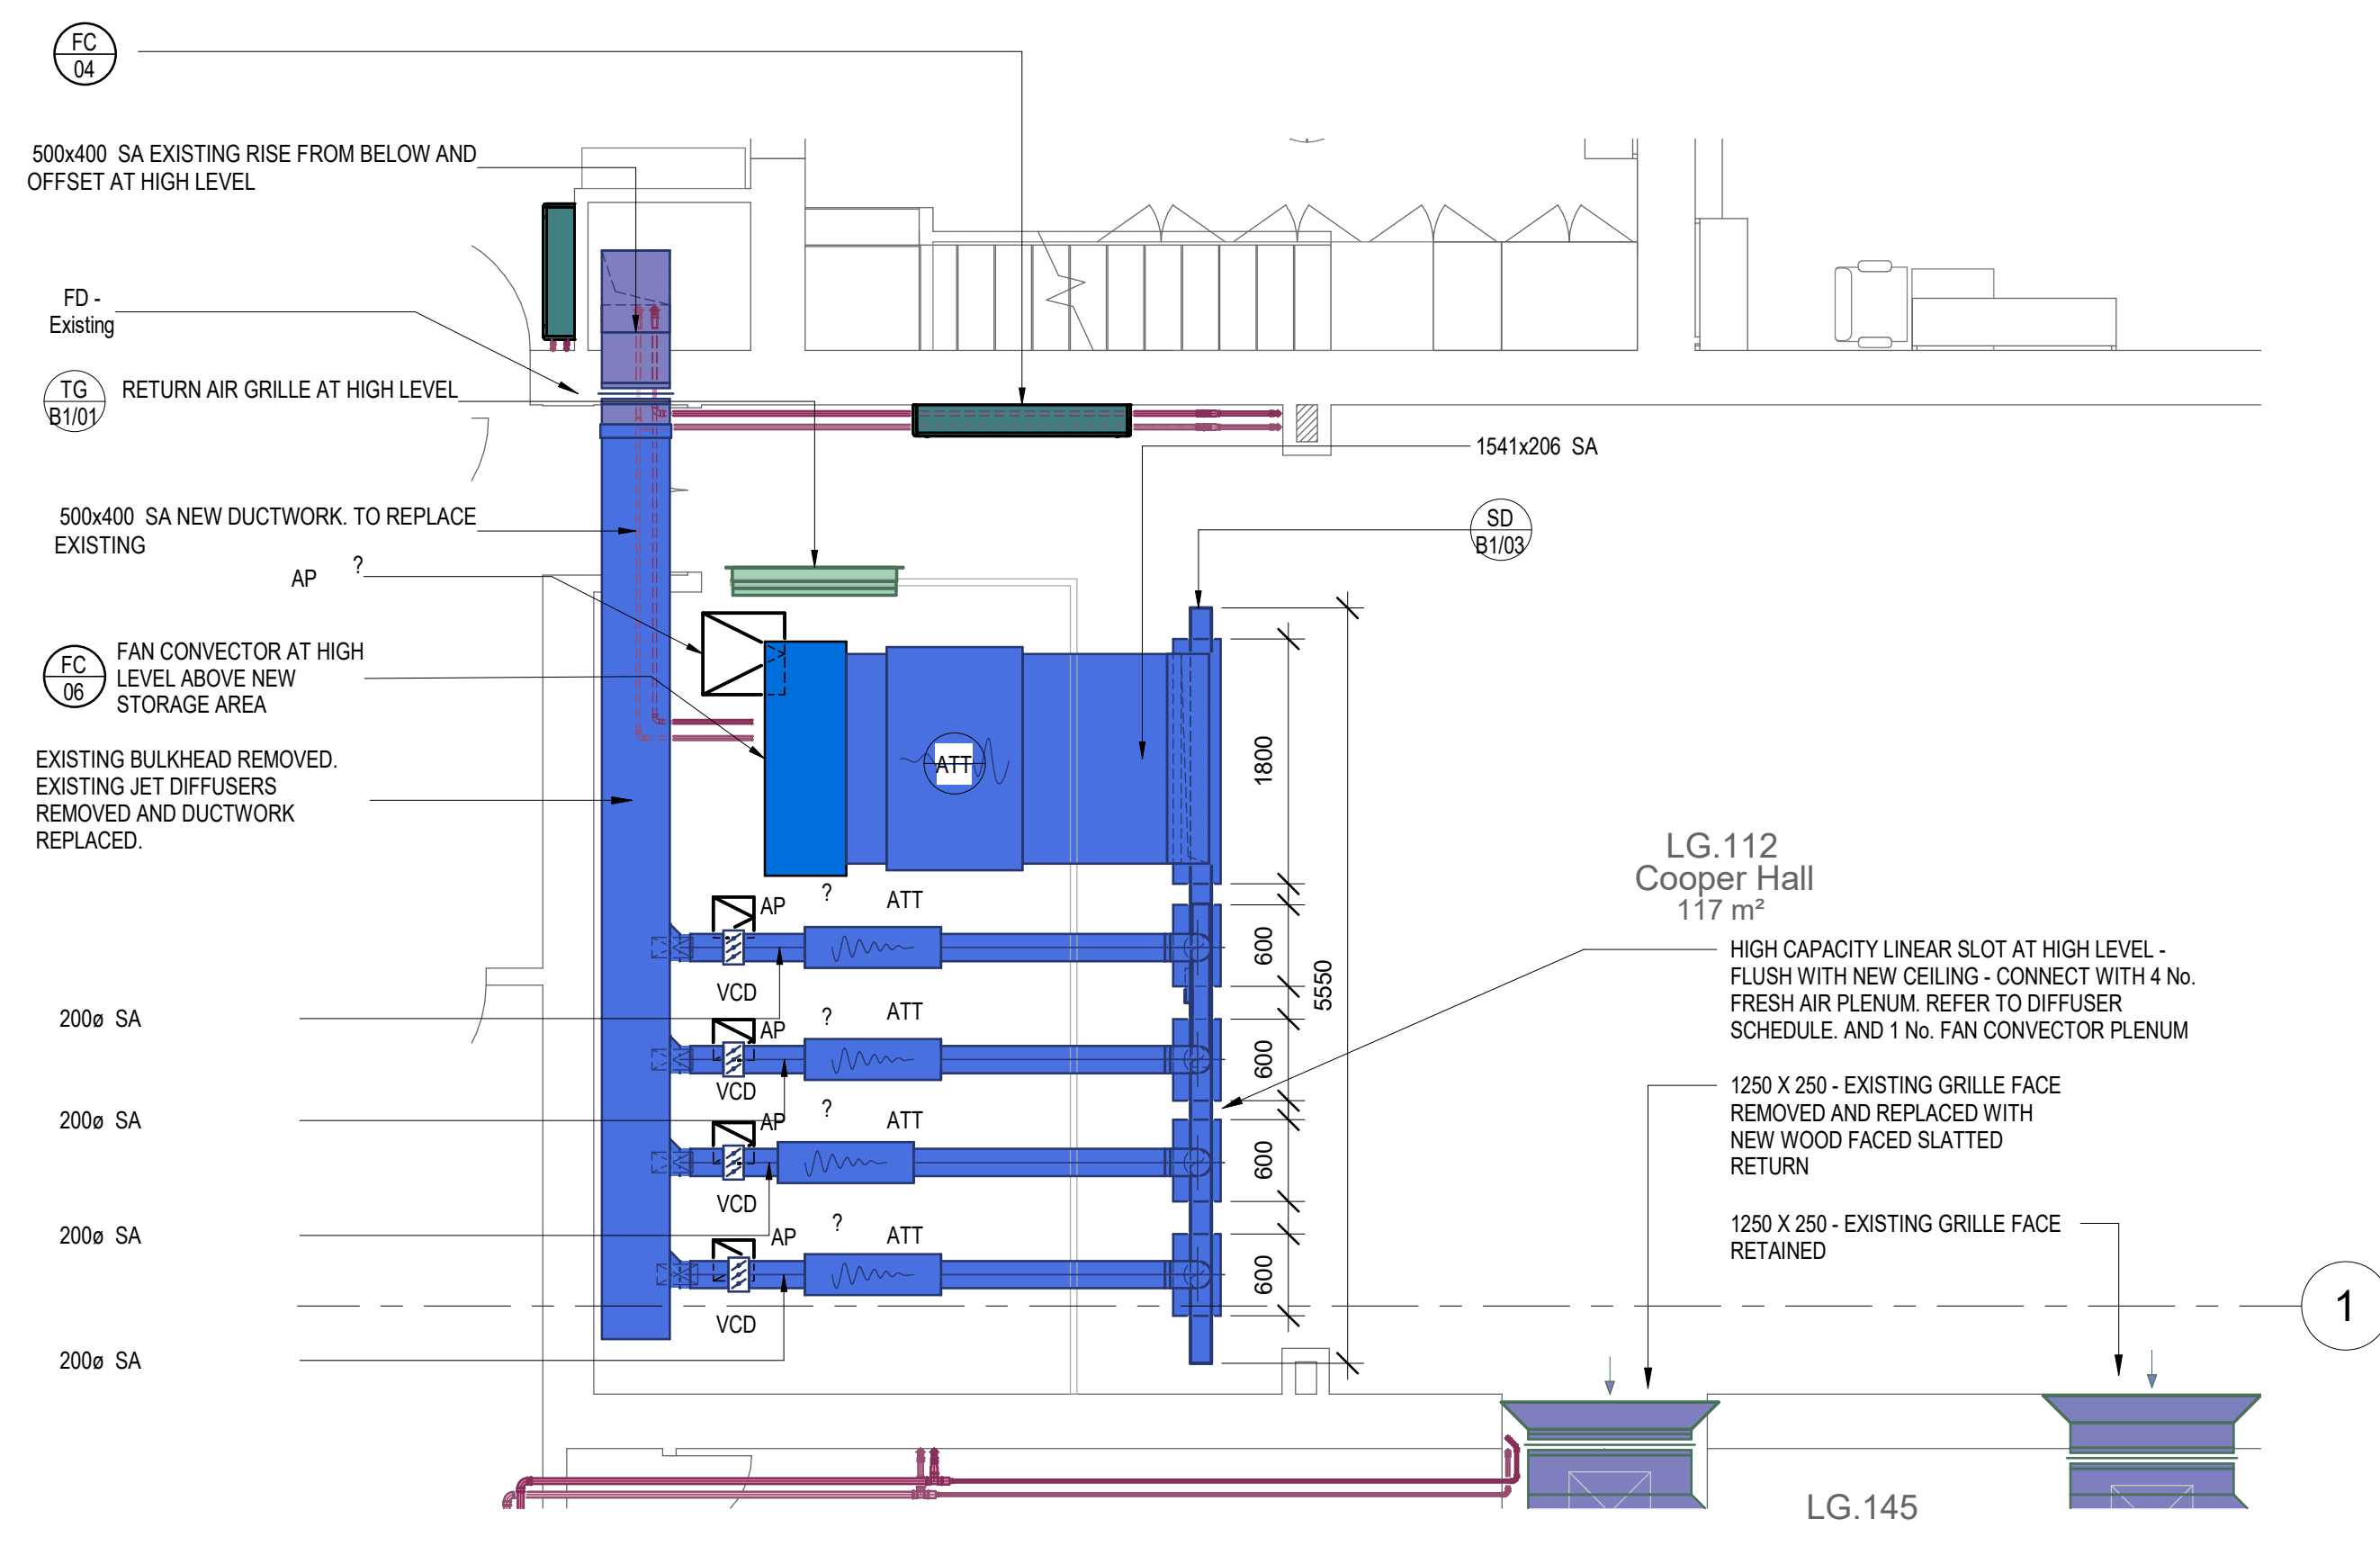 FC
04
500x400 SA EXISTING RISE FROM BELOW AND
OFFSET AT HIGH LEVEL
FD -
Existing
TG
B1/01
RETURN AIR GRILLE AT HIGH LEVEL
1541x206 SA
SD
B1/03
500x400 SA NEW DUCTWORK. TO REPLACE
EXISTING
AP
?
FC
06
FAN CONVECTOR AT HIGH
LEVEL ABOVE NEW
STORAGE AREA
EXISTING BULKHEAD REMOVED.
EXISTING JET DIFFUSERS
REMOVED AND DUCTWORK
REPLACED.
ATT
1800
LG.112
Cooper Hall
117 m²
AP
?
ATT
VCD
600
5550
HIGH CAPACITY LINEAR SLOT AT HIGH LEVEL -
FLUSH WITH NEW CEILING - CONNECT WITH 4 No.
FRESH AIR PLENUM. REFER TO DIFFUSER
SCHEDULE. AND 1 No. FAN CONVECTOR PLENUM
200ø SA
AP
?
ATT
VCD
600
200ø SA
AP
?
ATT
VCD
600
1250 X 250 - EXISTING GRILLE FACE
REMOVED AND REPLACED WITH
NEW WOOD FACED SLATTED
RETURN
200ø SA
AP
?
ATT
VCD
600
1250 X 250 - EXISTING GRILLE FACE
RETAINED
200ø SA
1
LG.145